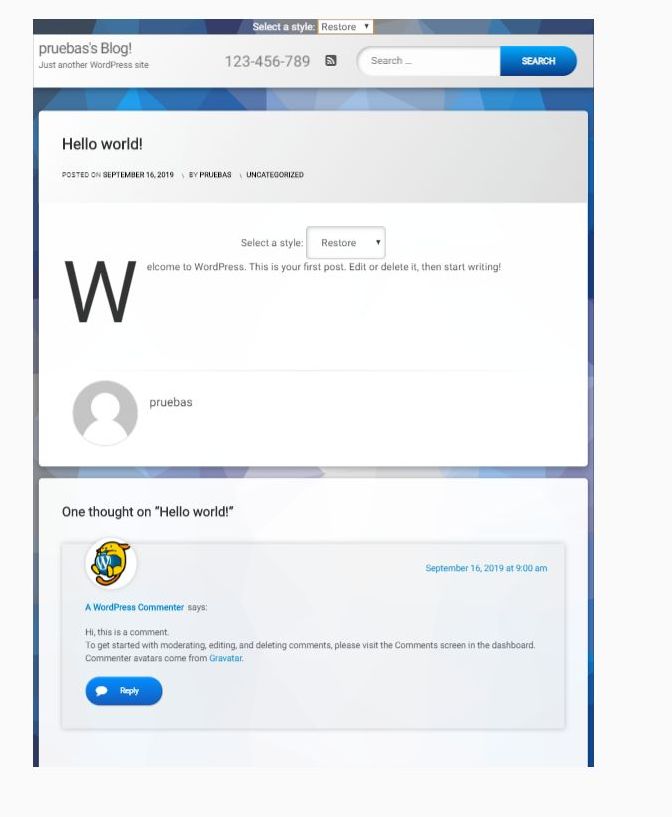 Select a style: Restore
pruebas's Blog!
Just another WordPress site
123-456-789
Search ...
SEARCH
Hello world!
POSTED ON SEPTEMBER 16, 2019 \ BY PRUEBAS \ UNCATEGORIZED
Select a style: Restore
Welcome to WordPress. This is your first post. Edit or delete it, then start writing!
pruebas
One thought on “Hello world!”
September 16, 2019 at 9:00 am
A WordPress Commenter says:
Hi, this is a comment.
To get started with moderating, editing, and deleting comments, please visit the Comments screen in the dashboard.
Commenter avatars come from Gravatar.
Reply